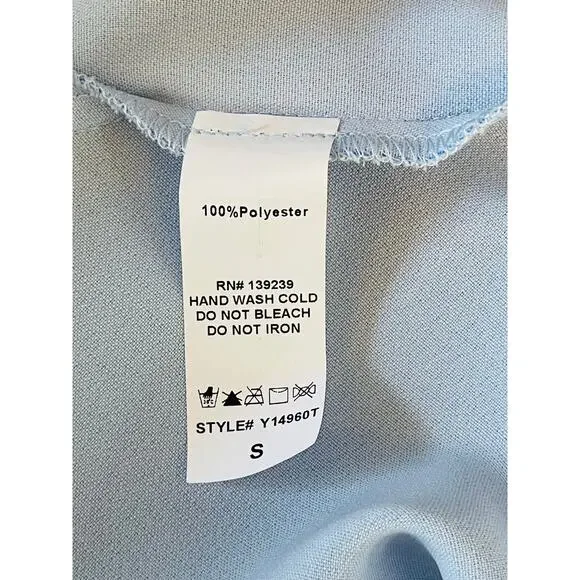 100%Polyester
RN# 139239
HAND WASH COLD
DO NOT BLEACH
DO NOT IRON
STYLE# Y14960T
S